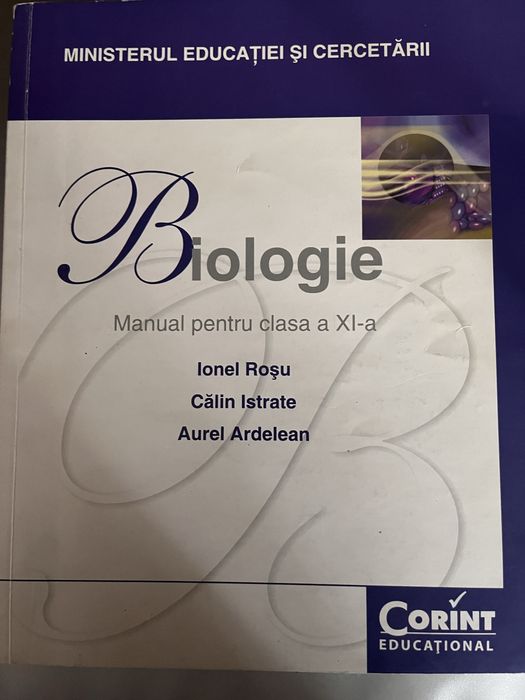 MINISTERUL EDUCAȚIEI ȘI CERCETĂRII
Biologie
Manual pentru clasa a XI-a
Ionel Roșu
Călin Istrate
Aurel Ardelean
CORINT
EDUCAȚIONAL